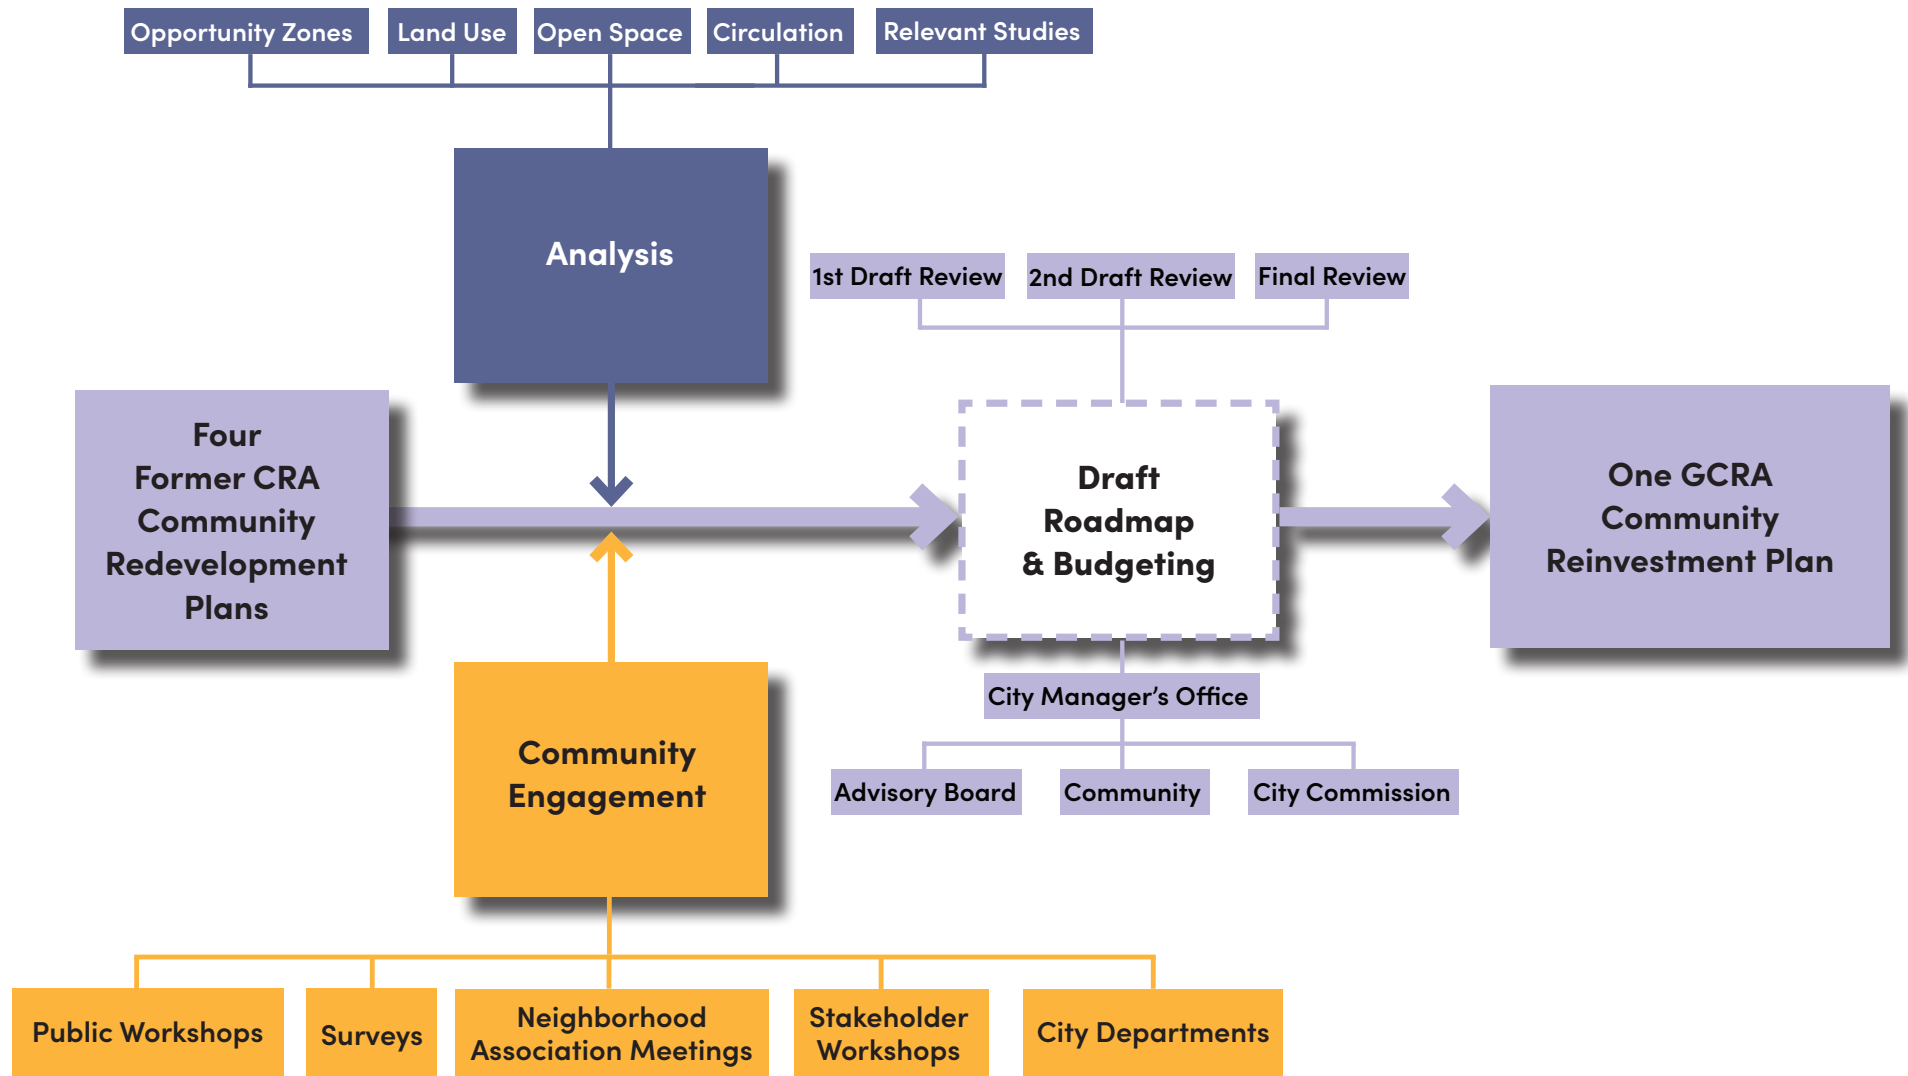 Opportunity Zones
Land Use
Open Space
Circulation
Relevant Studies
Analysis
1st Draft Review
2nd Draft Review
Final Review
Four
Former CRA
Community
Redevelopment
Plans
Draft
Roadmap
& Budgeting
One GCRA
Community
Reinvestment Plan
City Manager’s Office
Advisory Board
Community
City Commission
Community
Engagement
Public Workshops
Surveys
Neighborhood
Association Meetings
Stakeholder
Workshops
City Departments